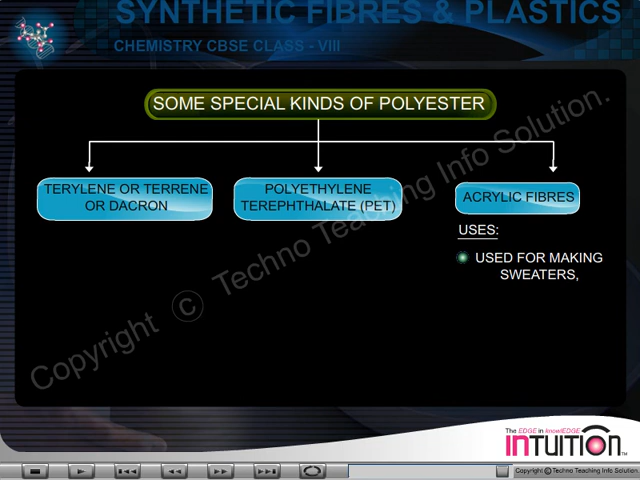 SYNTHETIC FIBRES & PLASTICS
CHEMISTRY CBSE CLASS - VIII
SOME SPECIAL KINDS OF POLYESTER
TERYLENE OR TERRENE
OR DACRON
POLYETHYLENE
TEREPHTHALATE (PET)
ACRYLIC FIBRES
USES:
USED FOR MAKING
SWEATERS,
Copyright © Techno Teaching Info Solution.
The EDGE in knowlEDGE
INTUITION™
Copyright © Techno Teaching Info Solution.